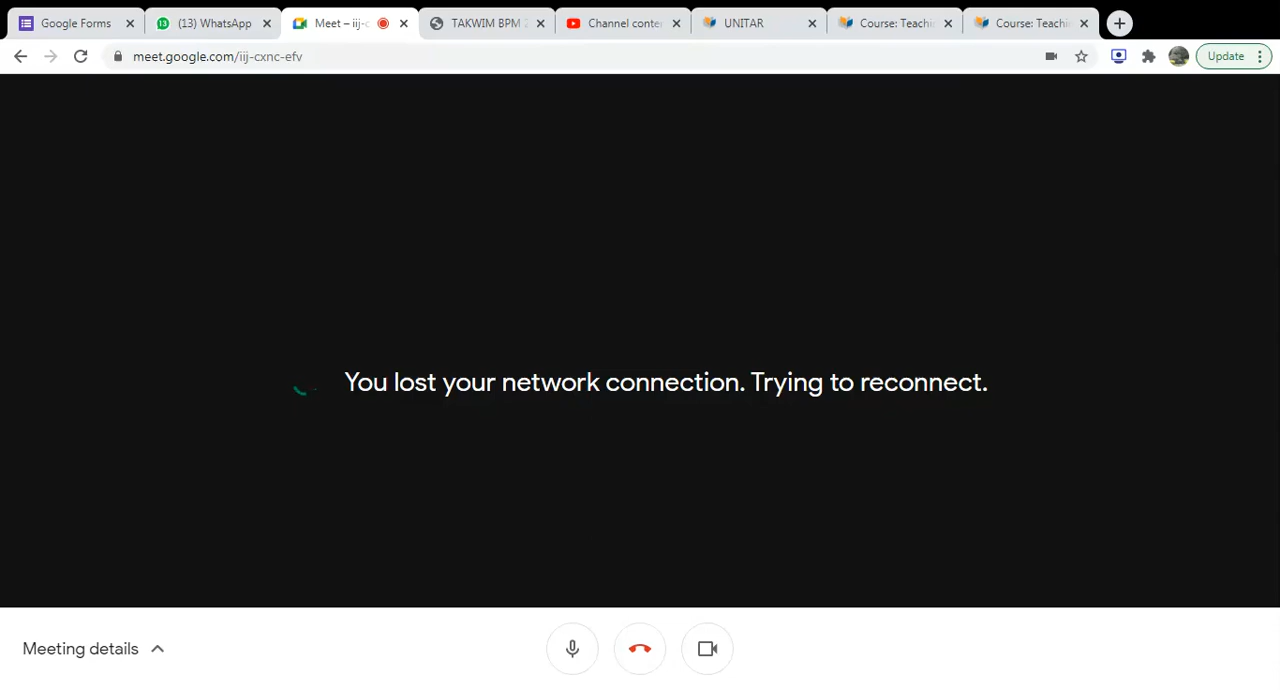 Google Forms
(13) WhatsApp
Meet – iij-c
TAKWIM BPM 2
Channel conte
UNITAR
Course: Teachi
Course: Teachi
meet.google.com/iij-cxnc-efv
Update
You lost your network connection. Trying to reconnect.
Meeting details